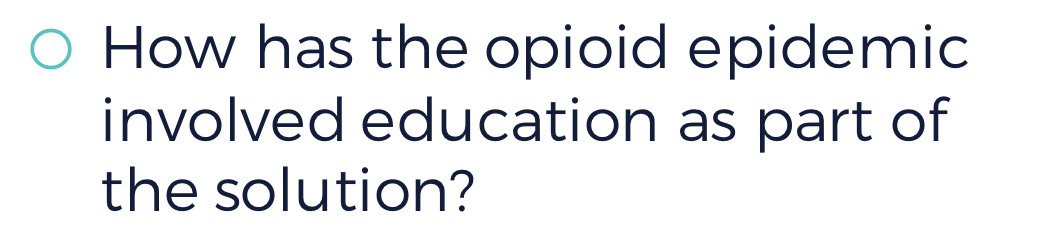 How has the opioid epidemic
involved education as part of
the solution?